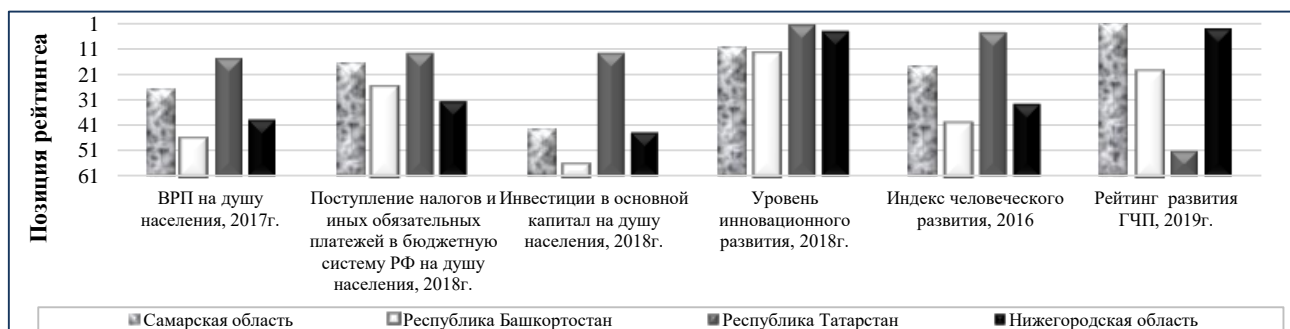 Позиция рейтингеа
1
11
21
31
41
51
61
ВРП на душу
населения, 2017г.
Поступление налогов и
иных обязательных
платежей в бюджетную
систему РФ на душу
населения, 2018г.
Инвестиции в основной
капитал на душу
населения, 2018г.
Уровень
инновационного
развития, 2018г.
Индекс человеческого
развития, 2016
Рейтинг развития
ГЧП, 2019г.
Самарская область
Республика Башкортостан
Республика Татарстан
Нижегородская область